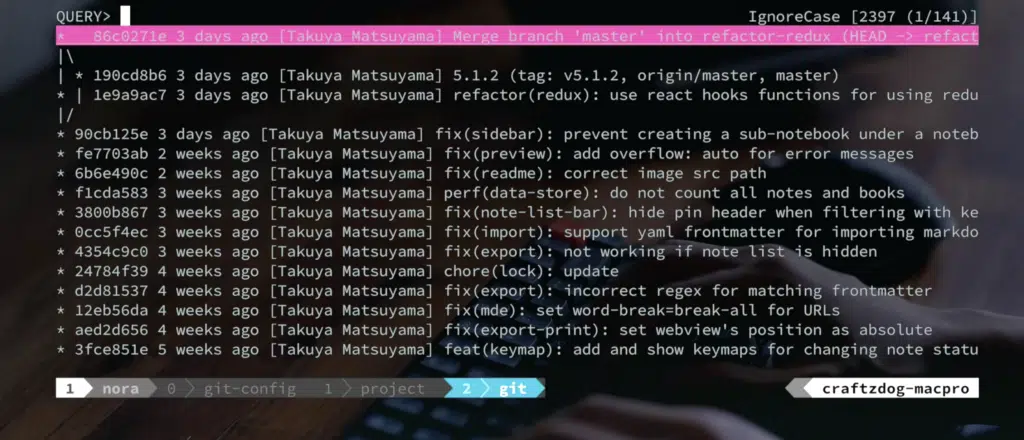 QUERY> IgnoreCase [2397 (1/141)]
* 86c0271e 3 days ago [Takuya Matsuyama] Merge branch 'master' into refactor-redux (HEAD -> refact
|\
| * 190cd8b6 3 days ago [Takuya Matsuyama] 5.1.2 (tag: v5.1.2, origin/master, master)
* | 1e9a9ac7 3 days ago [Takuya Matsuyama] refactor(redux): use react hooks functions for using redu
|/
* 90cb125e 3 days ago [Takuya Matsuyama] fix(sidebar): prevent creating a sub-notebook under a noteb
* fe7703ab 2 weeks ago [Takuya Matsuyama] fix(preview): add overflow: auto for error messages
* 6b6e490c 2 weeks ago [Takuya Matsuyama] fix(readme): correct image src path
* f1cda583 3 weeks ago [Takuya Matsuyama] perf(data-store): do not count all notes and books
* 3800b867 3 weeks ago [Takuya Matsuyama] fix(note-list-bar): hide pin header when filtering with ke
* 0cc5f4ec 3 weeks ago [Takuya Matsuyama] fix(import): support yaml frontmatter for importing markdo
* 4354c9c0 3 weeks ago [Takuya Matsuyama] fix(export): not working if note list is hidden
* 24784f39 4 weeks ago [Takuya Matsuyama] chore(lock): update
* d2d81537 4 weeks ago [Takuya Matsuyama] fix(export): incorrect regex for matching frontmatter
* 12eb56da 4 weeks ago [Takuya Matsuyama] fix(mde): set word-break=break-all for URLs
* aed2d656 4 weeks ago [Takuya Matsuyama] fix(export-print): set webview's position as absolute
* 3fce851e 5 weeks ago [Takuya Matsuyama] feat(keymap): add and show keymaps for changing note statu
1 nora 0 git-config 1 project 2 git craftzdog-macpro